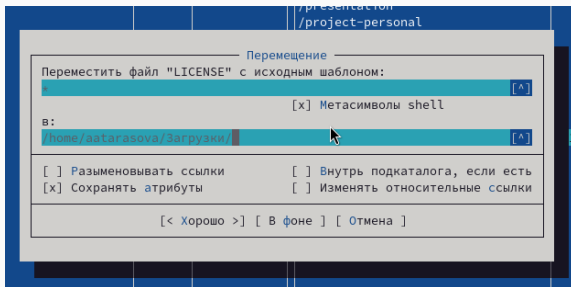 /presentation
/project-personal
Перемещение
Переместить файл "LICENSE" с исходным шаблоном:
* [^]
[x] Метасимволы shell
в:
/home/aatarasova/Загрузки/ [^]
[ ] Разыменовывать ссылки [ ] Внутрь подкаталога, если есть
[x] Сохранять атрибуты [ ] Изменять относительные ссылки
[< Хорошо >] [ В фоне ] [ Отмена ]